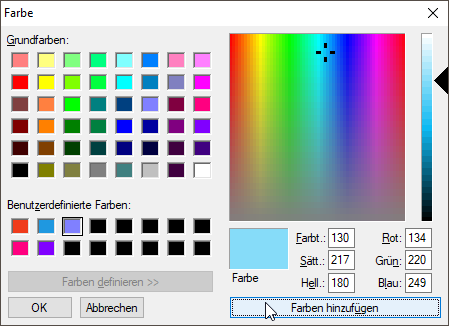 Farbe
Grundfarben:
Benutzerdefinierte Farben:
Farben definieren >>
OK Abbrechen
Farbe
Farbt.: 130 Rot: 134
Sätt.: 217 Grün: 220
Hell.: 180 Blau: 249
Farben hinzufügen